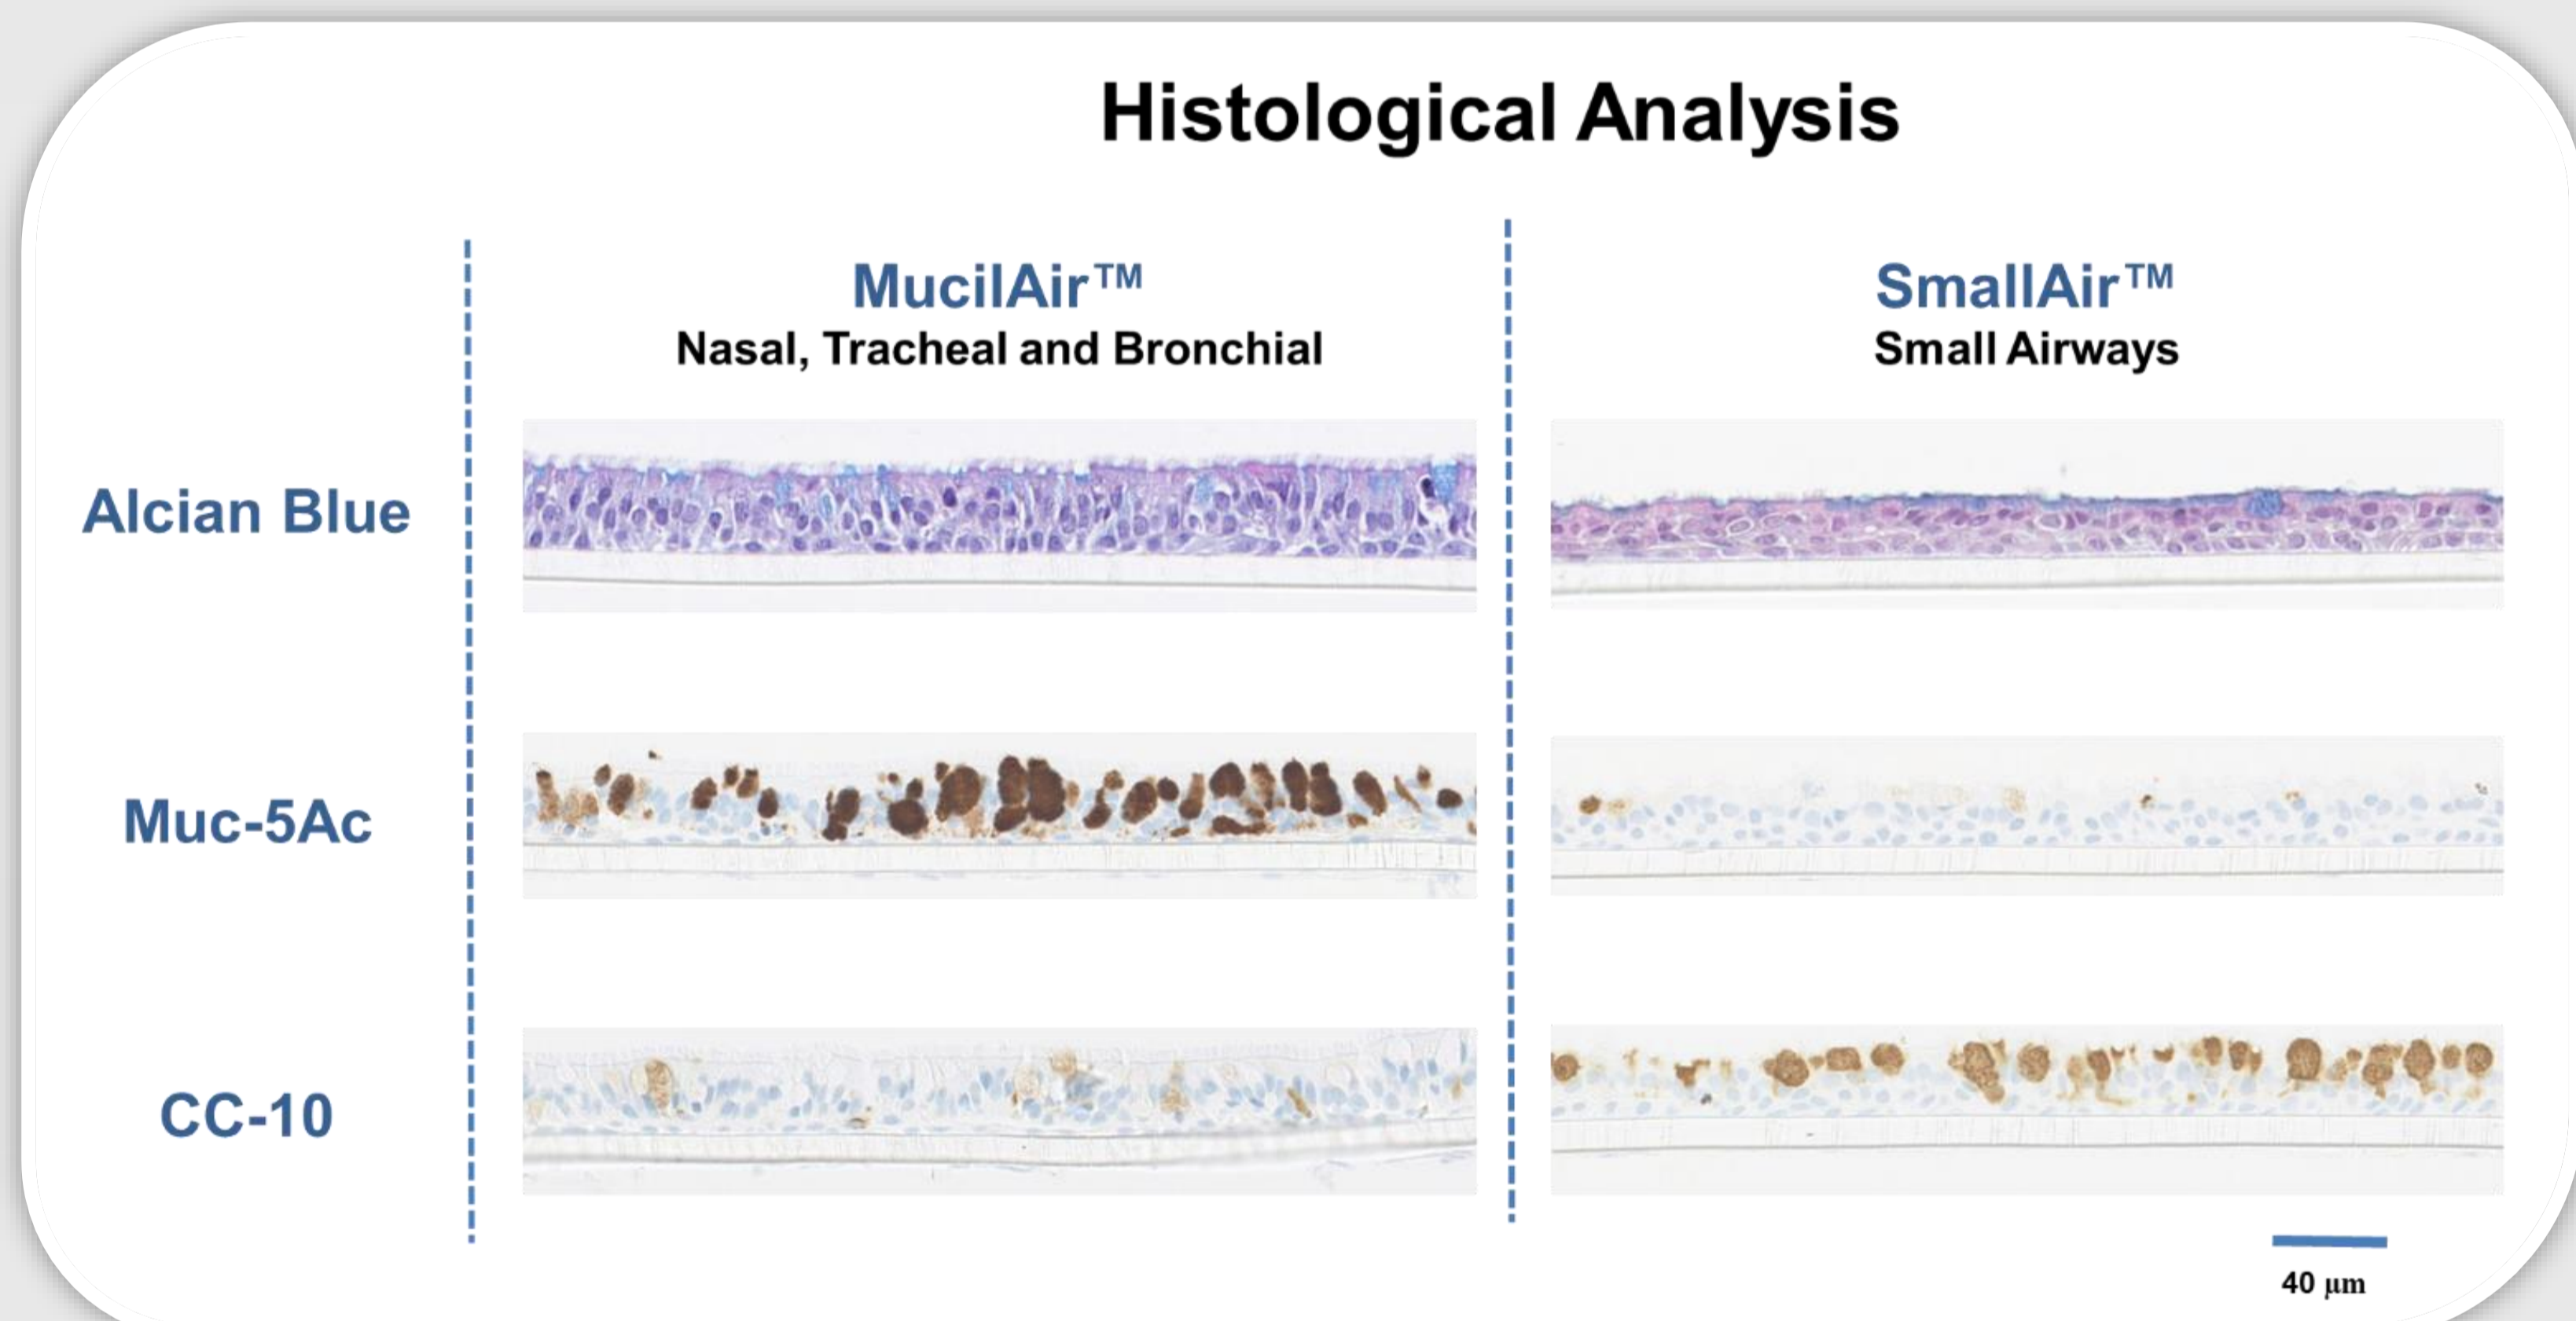 Histological Analysis
MucilAir™
Nasal, Tracheal and Bronchial
SmallAir™
Small Airways
Alcian Blue
Muc-5Ac
CC-10
40 μm